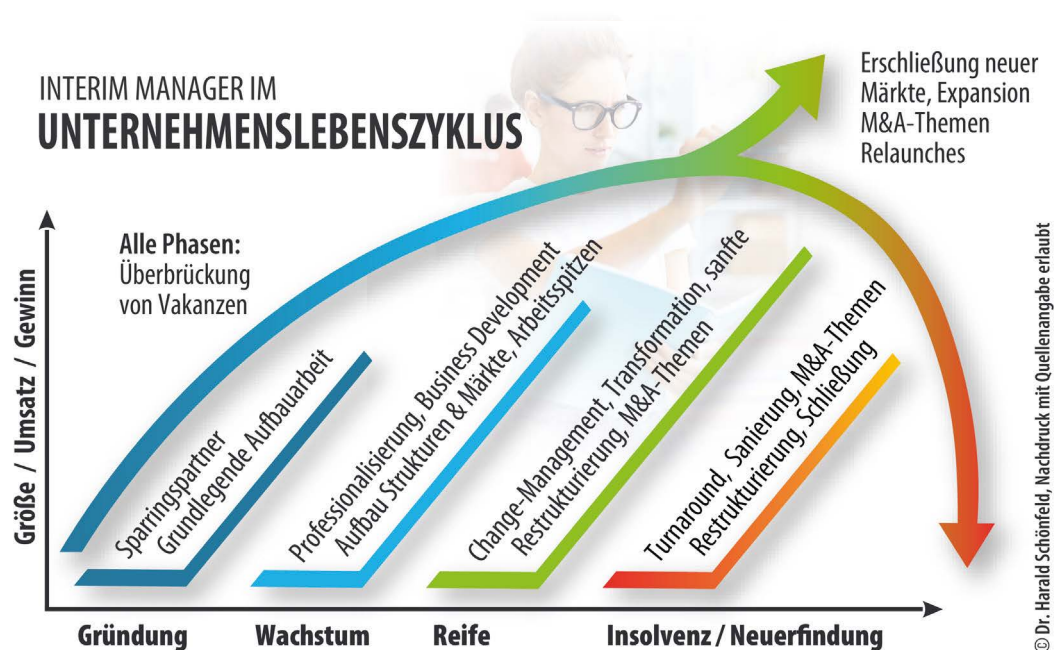 INTERIM MANAGER IM
UNTERNEHMENSLEBENSZYKLUS
Erschließung neuer
Märkte, Expansion
M&A-Themen
Relaunches
Alle Phasen:
Überbrückung
von Vakanzen
Größe / Umsatz / Gewinn
Sparringspartner
Grundlegende Aufbauarbeit
Professionalisierung, Business Development
Aufbau Strukturen & Märkte, Arbeitsspitzen
Change-Management, Transformation, sanfte
Restrukturierung, M&A-Themen
Turnaround, Sanierung, M&A-Themen
Restrukturierung, Schließung
Gründung
Wachstum
Reife
Insolvenz / Neuerfindung
© Dr. Harald Schönfeld, Nachdruck mit Quellenangabe erlaubt